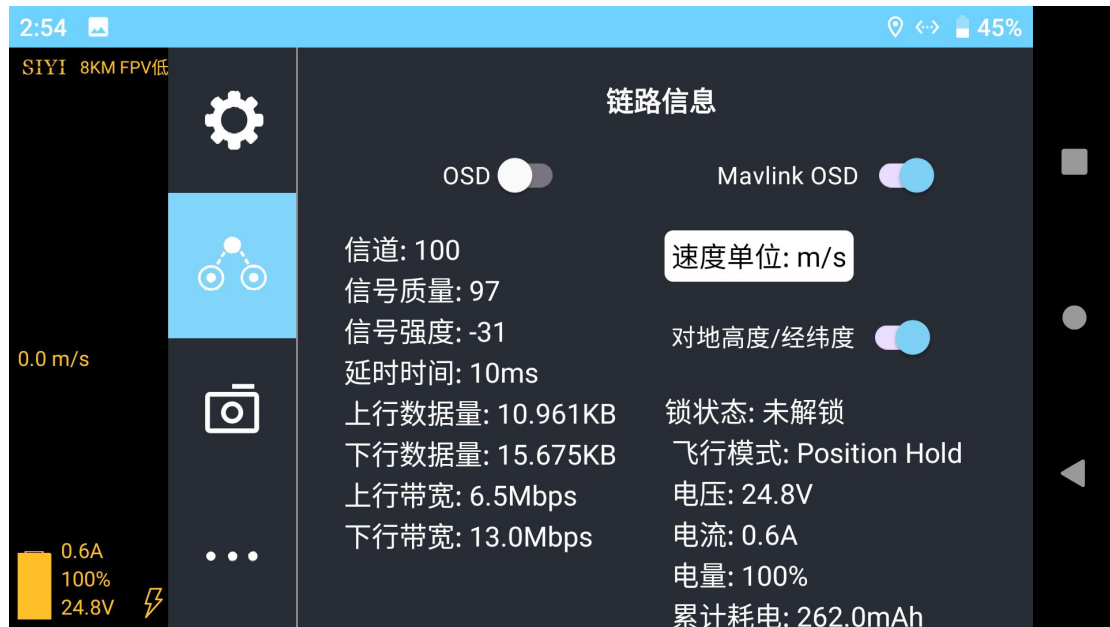 2:54
45%
SIYI 8KM FPV低
链路信息
OSD
Mavlink OSD
信道: 100
信号质量: 97
信号强度: -31
延时时间: 10ms
上行数据量: 10.961KB
下行数据量: 15.675KB
上行带宽: 6.5Mbps
下行带宽: 13.0Mbps
速度单位: m/s
对地高度/经纬度
锁状态: 未解锁
飞行模式: Position Hold
电压: 24.8V
电流: 0.6A
电量: 100%
累计耗电: 262.0mAh
0.0 m/s
0.6A
100%
24.8V